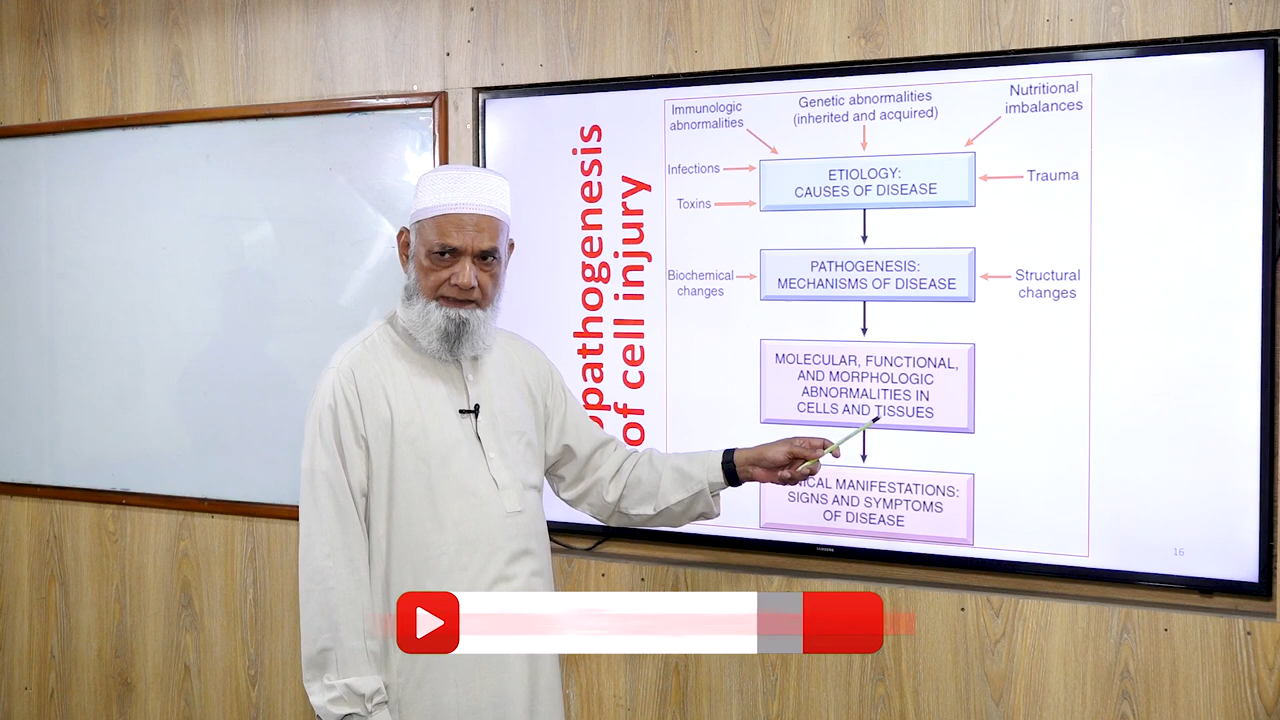 pathogenesis
of cell injury
Immunologic
abnormalities
Genetic abnormalities
(inherited and acquired)
Nutritional
imbalances
Infections
Toxins
Trauma
ETIOLOGY:
CAUSES OF DISEASE
Biochemical
changes
PATHOGENESIS:
MECHANISMS OF DISEASE
Structural
changes
MOLECULAR, FUNCTIONAL,
AND MORPHOLOGIC
ABNORMALITIES IN
CELLS AND TISSUES
NICAL MANIFESTATIONS:
SIGNS AND SYMPTOMS
OF DISEASE
16
SAMSUNG